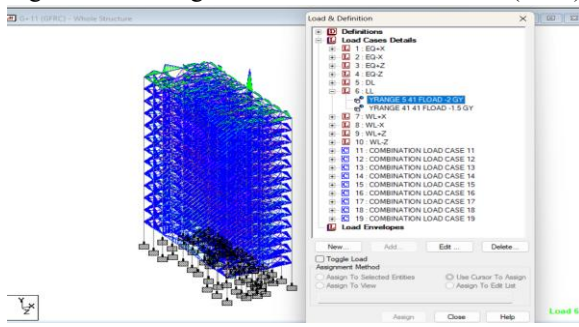 G+11 (GFRC) - Whole Structure
Load & Definition
Definitions
Load Cases Details
1 : EQ+X
2 : EQ-X
3 : EQ+Z
4 : EQ-Z
5 : DL
6 : LL
YRANGE 5 41 FLOAD -2 GY
YRANGE 41 41 FLOAD -1.5 GY
7 : WL+X
8 : WL-X
9 : WL+Z
10 : WL-Z
11 : COMBINATION LOAD CASE 11
12 : COMBINATION LOAD CASE 12
13 : COMBINATION LOAD CASE 13
14 : COMBINATION LOAD CASE 14
15 : COMBINATION LOAD CASE 15
16 : COMBINATION LOAD CASE 16
17 : COMBINATION LOAD CASE 17
18 : COMBINATION LOAD CASE 18
19 : COMBINATION LOAD CASE 19
Load Envelopes
New... Add... Edit ... Delete...
Toggle Load
Assignment Method
Assign To Selected Entities Use Cursor To Assign
Assign To View Assign To Edit List
Assign Close Help
Y
X
Z
Load 6